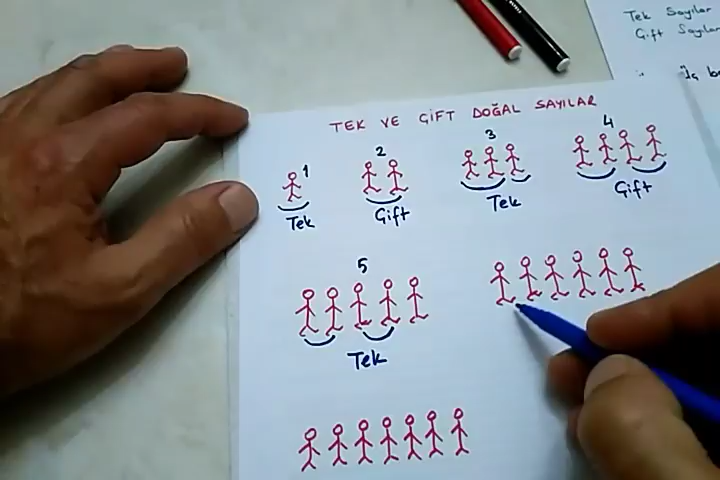 TEK VE ÇİFT DOĞAL SAYILAR
1 2 3 4
Tek Çift Tek Çift
5
Tek
Tek Sayılar
Çift Sayılar